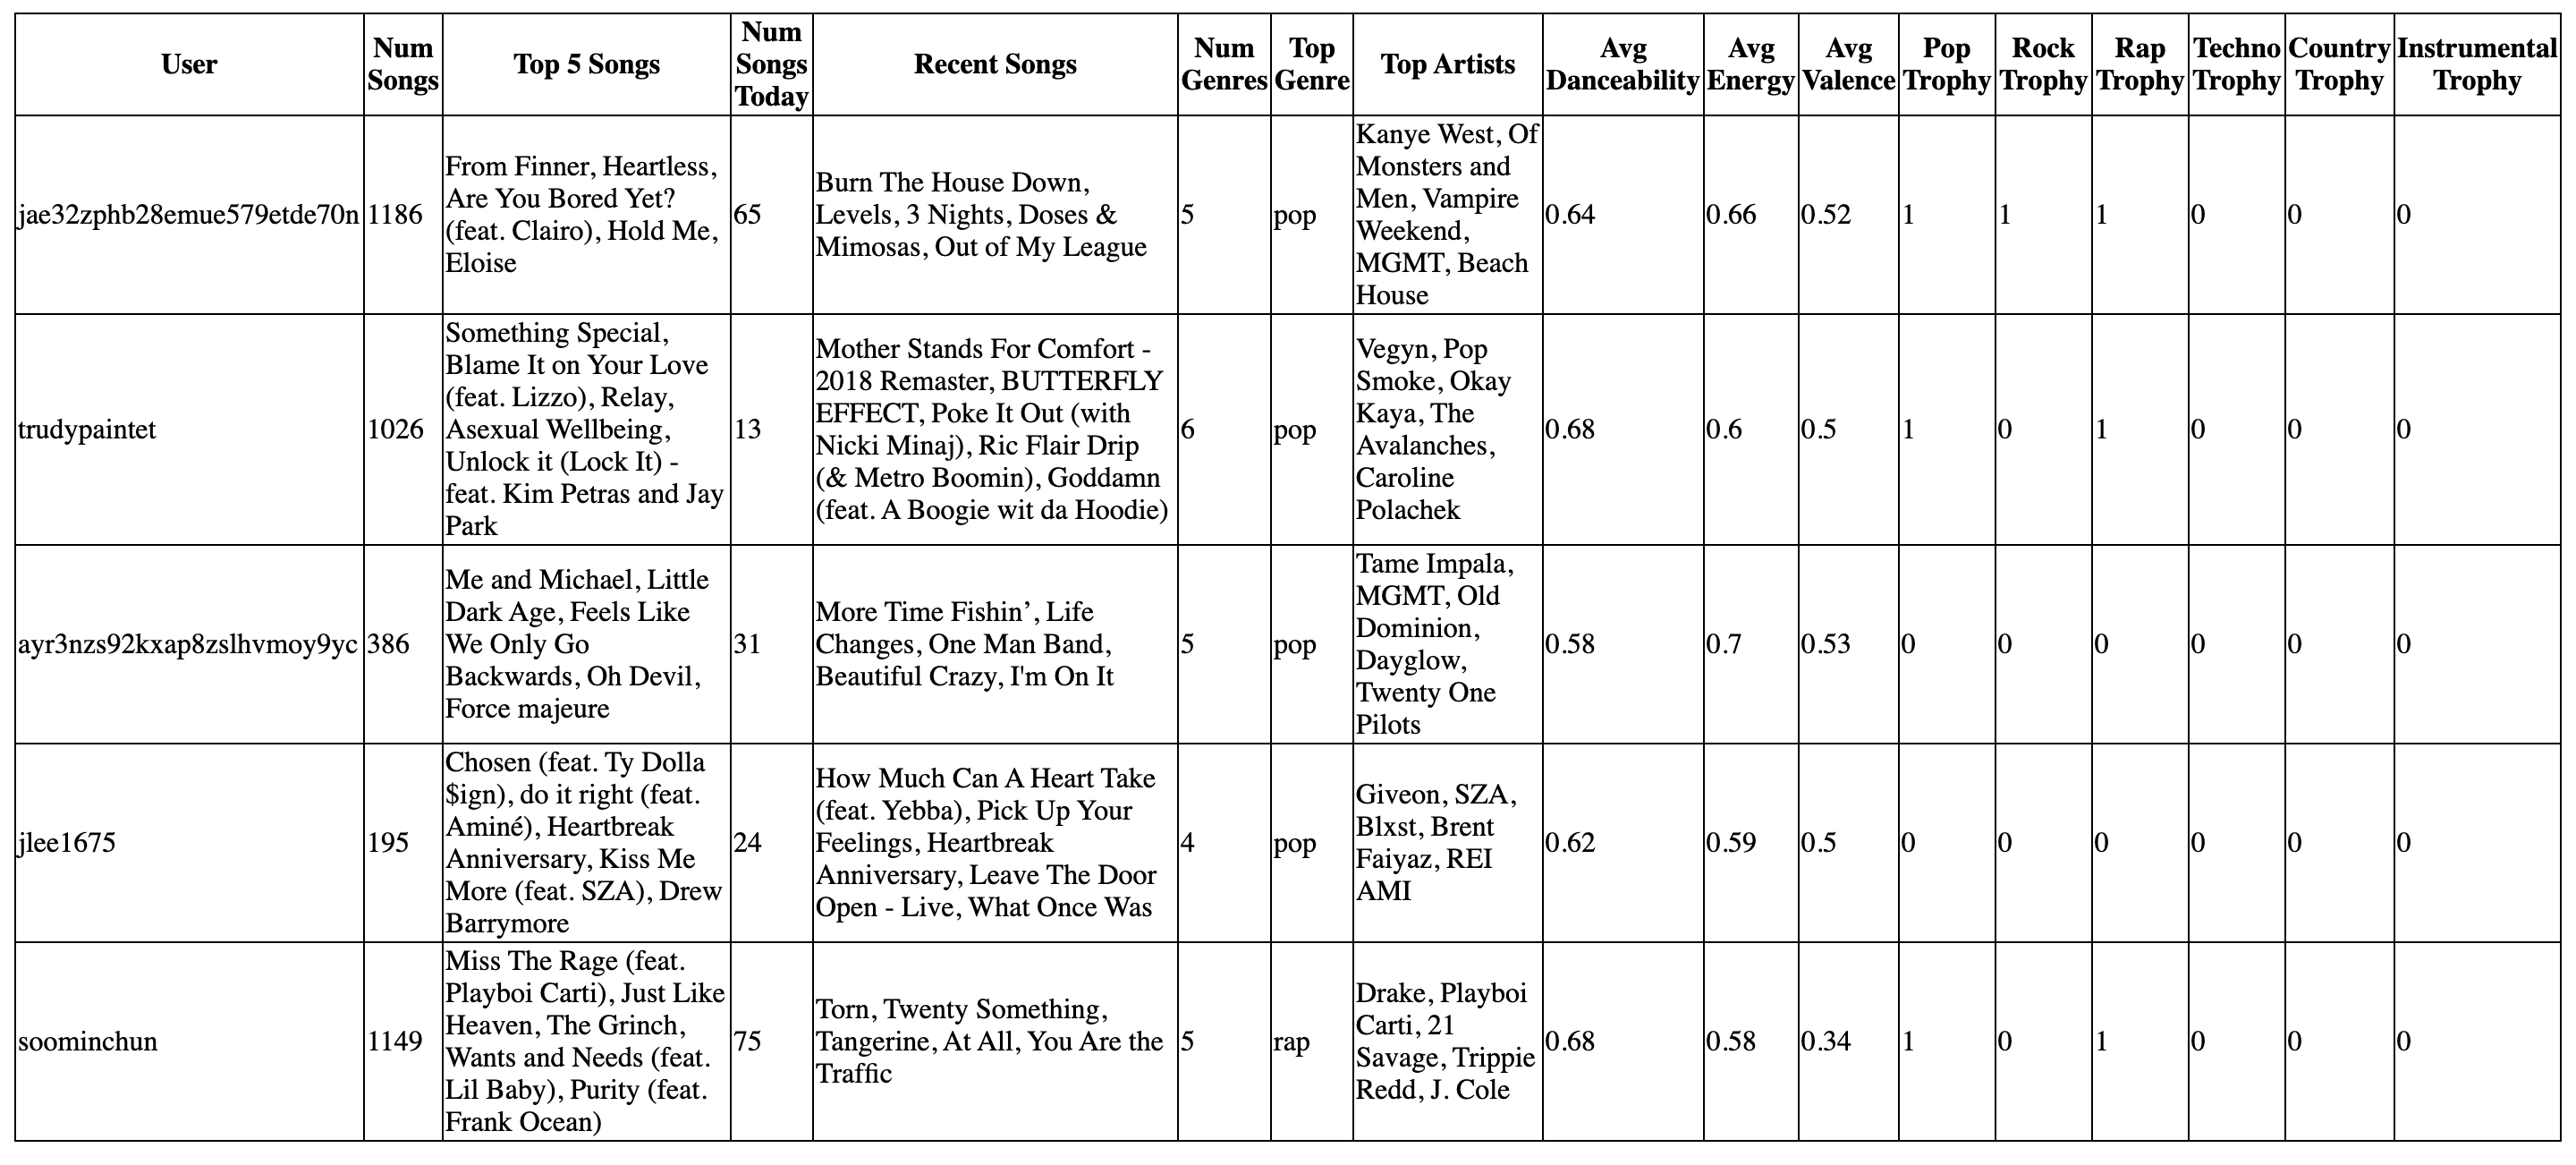 User
Num
Songs
Top 5 Songs
Num
Songs
Today
Recent Songs
Num
Genres
Top
Genre
Top Artists
Avg
Danceability
Avg
Energy
Avg
Valence
Pop
Trophy
Rock
Trophy
Rap
Trophy
Techno
Trophy
Country
Trophy
Instrumental
Trophy
jae32zphb28emue579etde70n
1186
From Finner, Heartless,
Are You Bored Yet?
(feat. Clairo), Hold Me,
Eloise
65
Burn The House Down,
Levels, 3 Nights, Doses &
Mimosas, Out of My League
5
pop
Kanye West, Of
Monsters and
Men, Vampire
Weekend,
MGMT, Beach
House
0.64
0.66
0.52
1
1
1
0
0
0
trudypaintet
1026
Something Special,
Blame It on Your Love
(feat. Lizzo), Relay,
Asexual Wellbeing,
Unlock it (Lock It) -
feat. Kim Petras and Jay
Park
13
Mother Stands For Comfort -
2018 Remaster, BUTTERFLY
EFFECT, Poke It Out (with
Nicki Minaj), Ric Flair Drip
(& Metro Boomin), Goddamn
(feat. A Boogie wit da Hoodie)
6
pop
Vegyn, Pop
Smoke, Okay
Kaya, The
Avalanches,
Caroline
Polachek
0.68
0.6
0.5
1
0
1
0
0
0
ayr3nzs92kxap8zslhvmoy9yc
386
Me and Michael, Little
Dark Age, Feels Like
We Only Go
Backwards, Oh Devil,
Force majeure
31
More Time Fishin’, Life
Changes, One Man Band,
Beautiful Crazy, I'm On It
5
pop
Tame Impala,
MGMT, Old
Dominion,
Dayglow,
Twenty One
Pilots
0.58
0.7
0.53
0
0
0
0
0
0
jlee1675
195
Chosen (feat. Ty Dolla
$ign), do it right (feat.
Aminé), Heartbreak
Anniversary, Kiss Me
More (feat. SZA), Drew
Barrymore
24
How Much Can A Heart Take
(feat. Yebba), Pick Up Your
Feelings, Heartbreak
Anniversary, Leave The Door
Open - Live, What Once Was
4
pop
Giveon, SZA,
Blxst, Brent
Faiyaz, REI
AMI
0.62
0.59
0.5
0
0
0
0
0
0
soominchun
1149
Miss The Rage (feat.
Playboi Carti), Just Like
Heaven, The Grinch,
Wants and Needs (feat.
Lil Baby), Purity (feat.
Frank Ocean)
75
Torn, Twenty Something,
Tangerine, At All, You Are the
Traffic
5
rap
Drake, Playboi
Carti, 21
Savage, Trippie
Redd, J. Cole
0.68
0.58
0.34
1
0
1
0
0
0